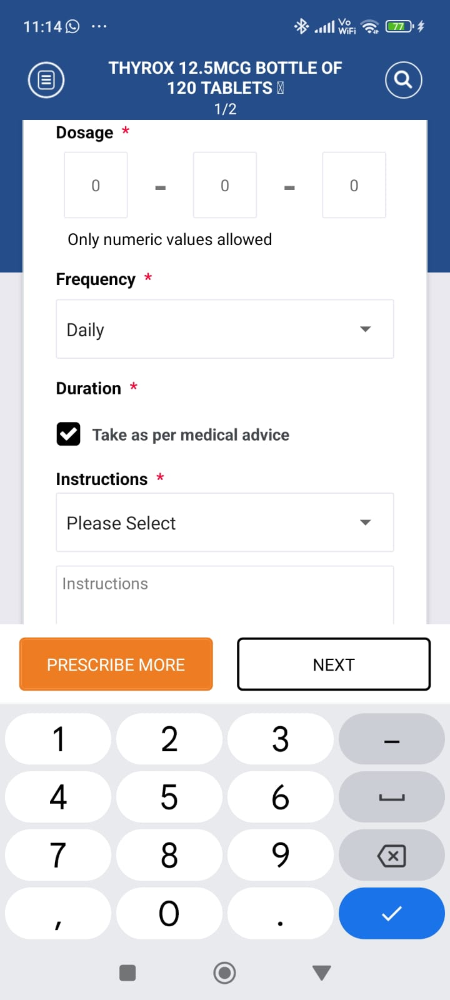 11:14
Vo
WiFi
77
THYROX 12.5MCG BOTTLE OF
120 TABLETS
1/2
Dosage *
0 - 0 - 0
Only numeric values allowed
Frequency *
Daily
Duration *
Take as per medical advice
Instructions *
Please Select
Instructions
PRESCRIBE MORE
NEXT
1 2 3 –
4 5 6
7 8 9
, 0 .